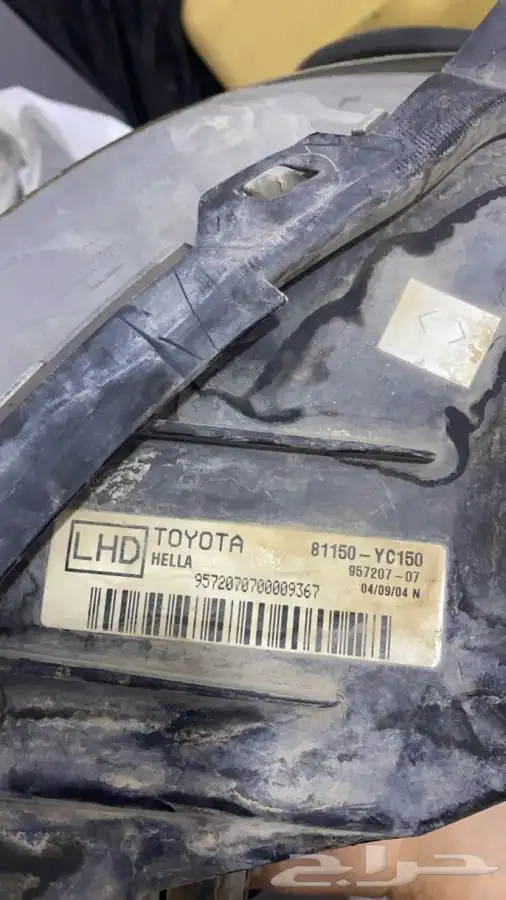 LHD
TOYOTA 81150-YC150
HELLA 957207-07
9572070700009367 04/09/04 N
< >
حراج